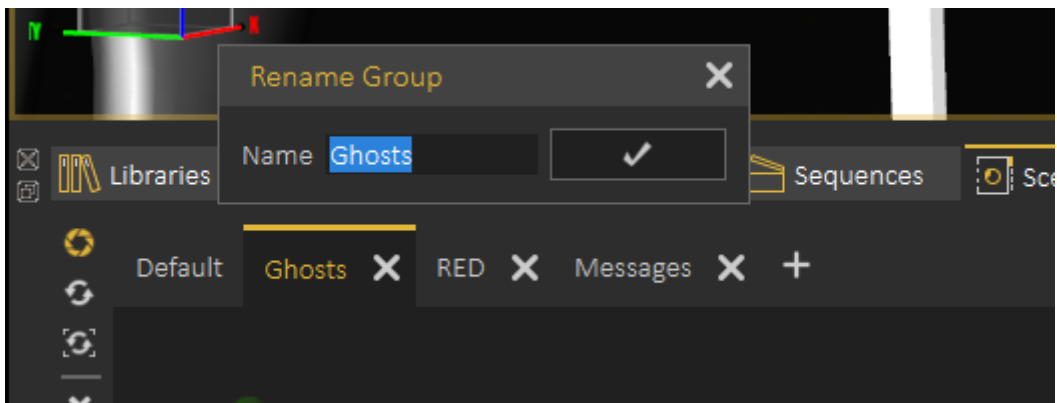 Y X
Rename Group
Name Ghosts
Libraries Sequences Sce
Default Ghosts RED Messages